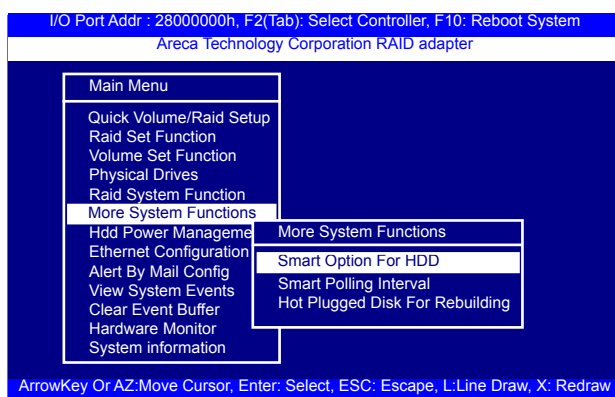 I/O Port Addr : 28000000h, F2(Tab): Select Controller, F10: Reboot System
Areca Technology Corporation RAID adapter
Main Menu
Quick Volume/Raid Setup
Raid Set Function
Volume Set Function
Physical Drives
Raid System Function
More System Functions
Hdd Power Manageme
Ethernet Configuration
Alert By Mail Config
View System Events
Clear Event Buffer
Hardware Monitor
System information
More System Functions
Smart Option For HDD
Smart Polling Interval
Hot Plugged Disk For Rebuilding
ArrowKey Or AZ:Move Cursor, Enter: Select, ESC: Escape, L:Line Draw, X: Redraw